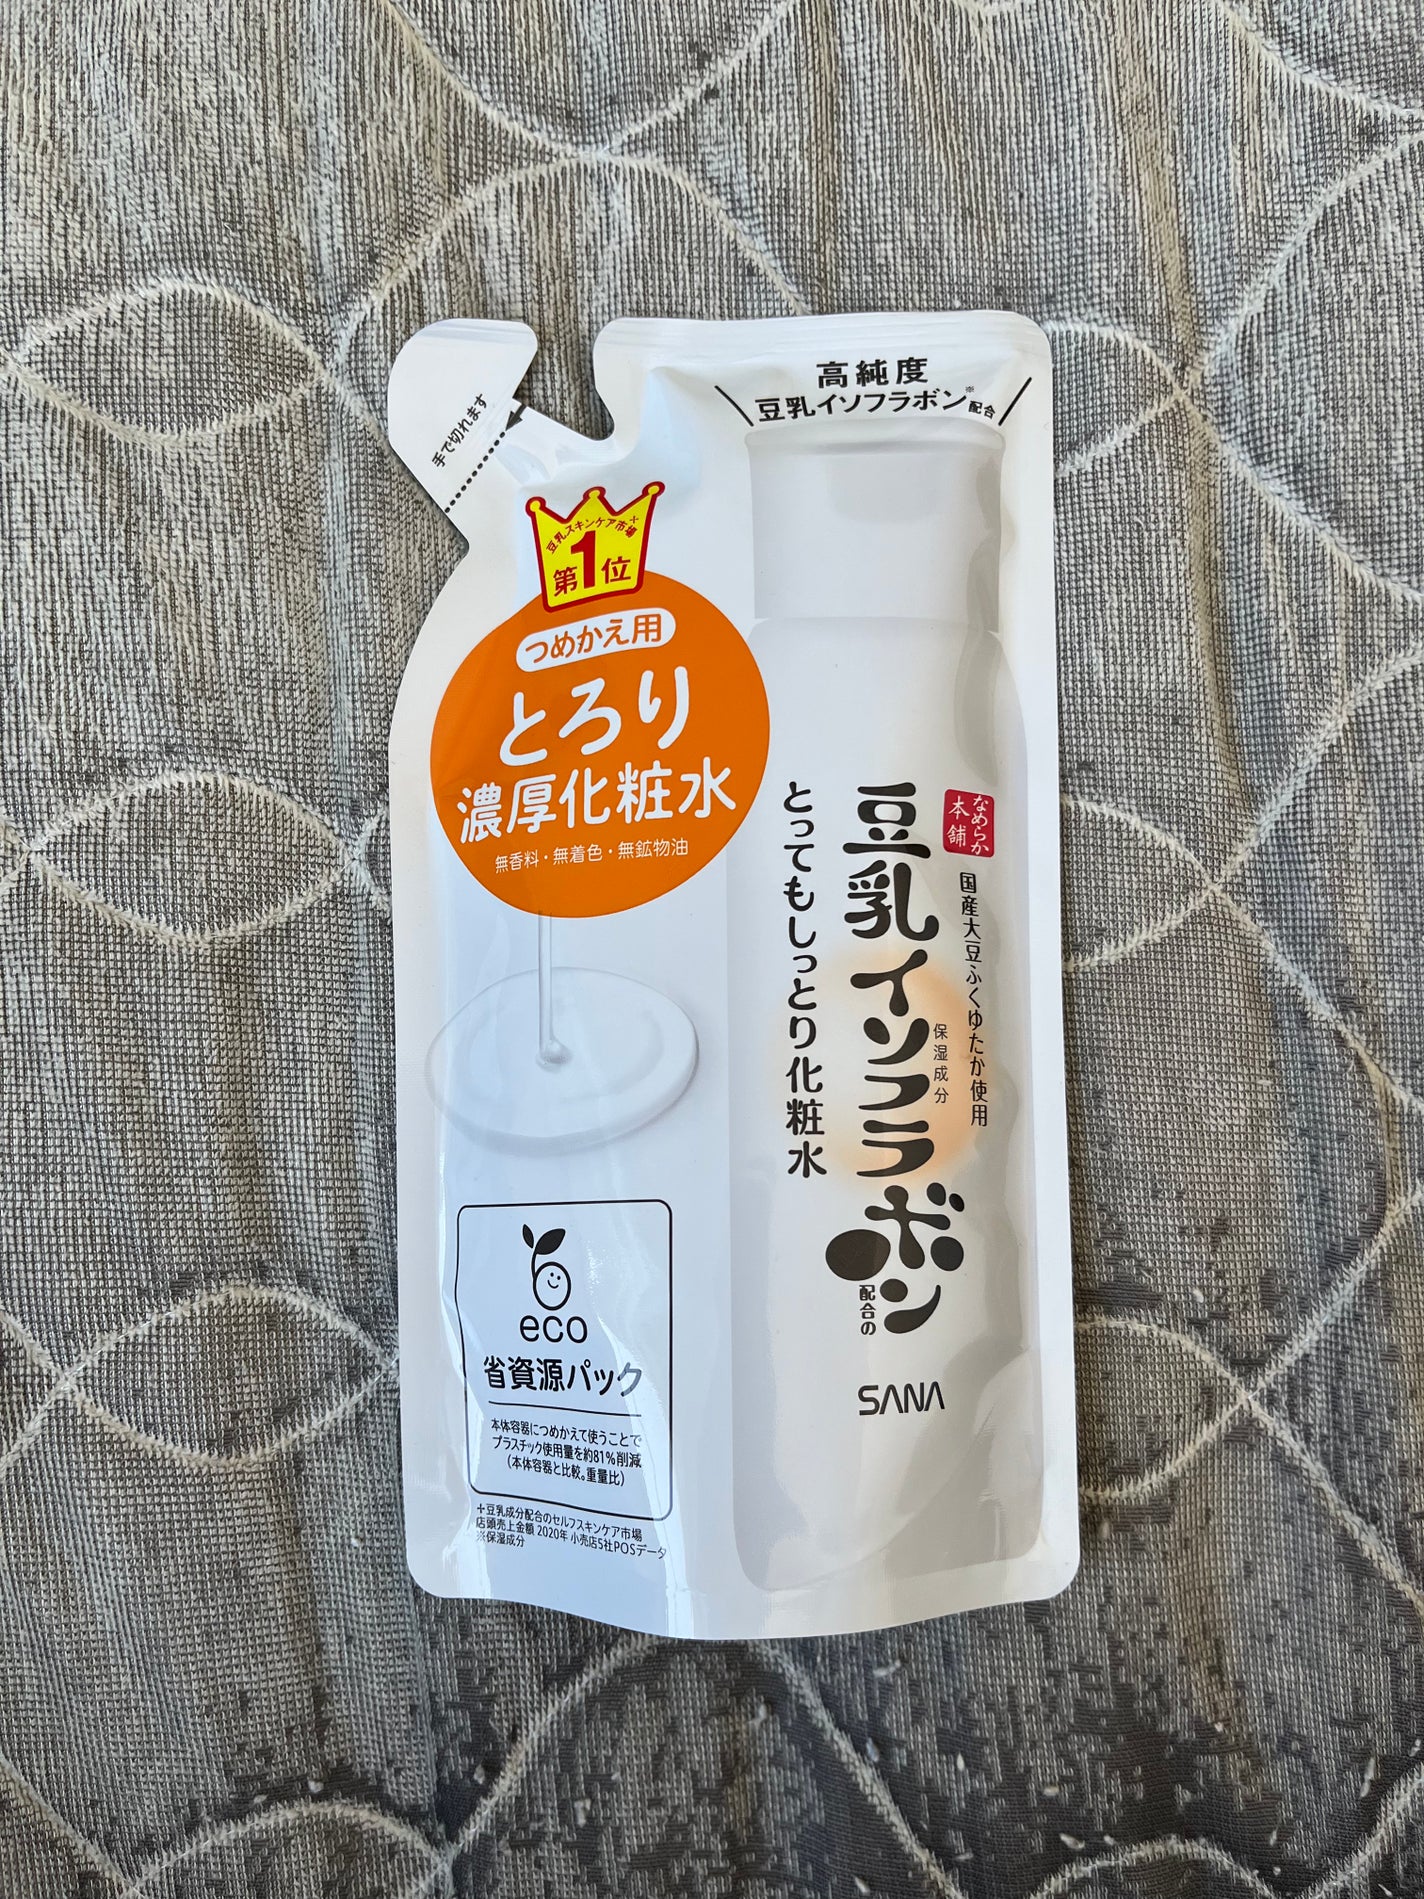 高純度
豆乳イソフラボン※配合
手で切れます
豆乳スキンケア市場※
第1位
つめかえ用
とろり
濃厚化粧水
無香料・無着色・無鉱物油
なめらか
本舗
国産大豆ふくゆたか使用
保湿成分
豆乳イソフラボン
配合の
とってもしっとり化粧水
SANA
eco
省資源パック
本体容器につめかえて使うことで
プラスチック使用量を約81%削減
(本体容器と比較。重量比)
+豆乳成分配合のセルフスキンケア市場
店頭売上金額 2020年 小売店5社POSデータ
※保湿成分